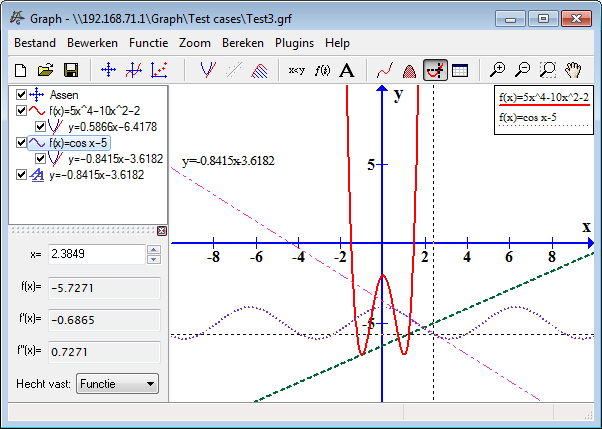 Graph - \\192.168.71.1\Graph\Test cases\Test3.grf
Bestand Bewerken Functie Zoom Bereken Plugins Help
x<y f(x) A
Assen
f(x)=5x^4-10x^2-2
y=0.5866x-6.4178
f(x)=cos x-5
y=-0.8415x-3.6182
y=-0.8415x-3.6182
x= 2.3849
f(x)= -5.7271
f'(x)= -0.6865
f''(x)= 0.7271
Hecht vast: Functie
y
f(x)=5x^4-10x^2-2
f(x)=cos x-5
y=-0.8415x-3.6182
5
x
-8 -6 -4 -2 2 4 6 8
-5